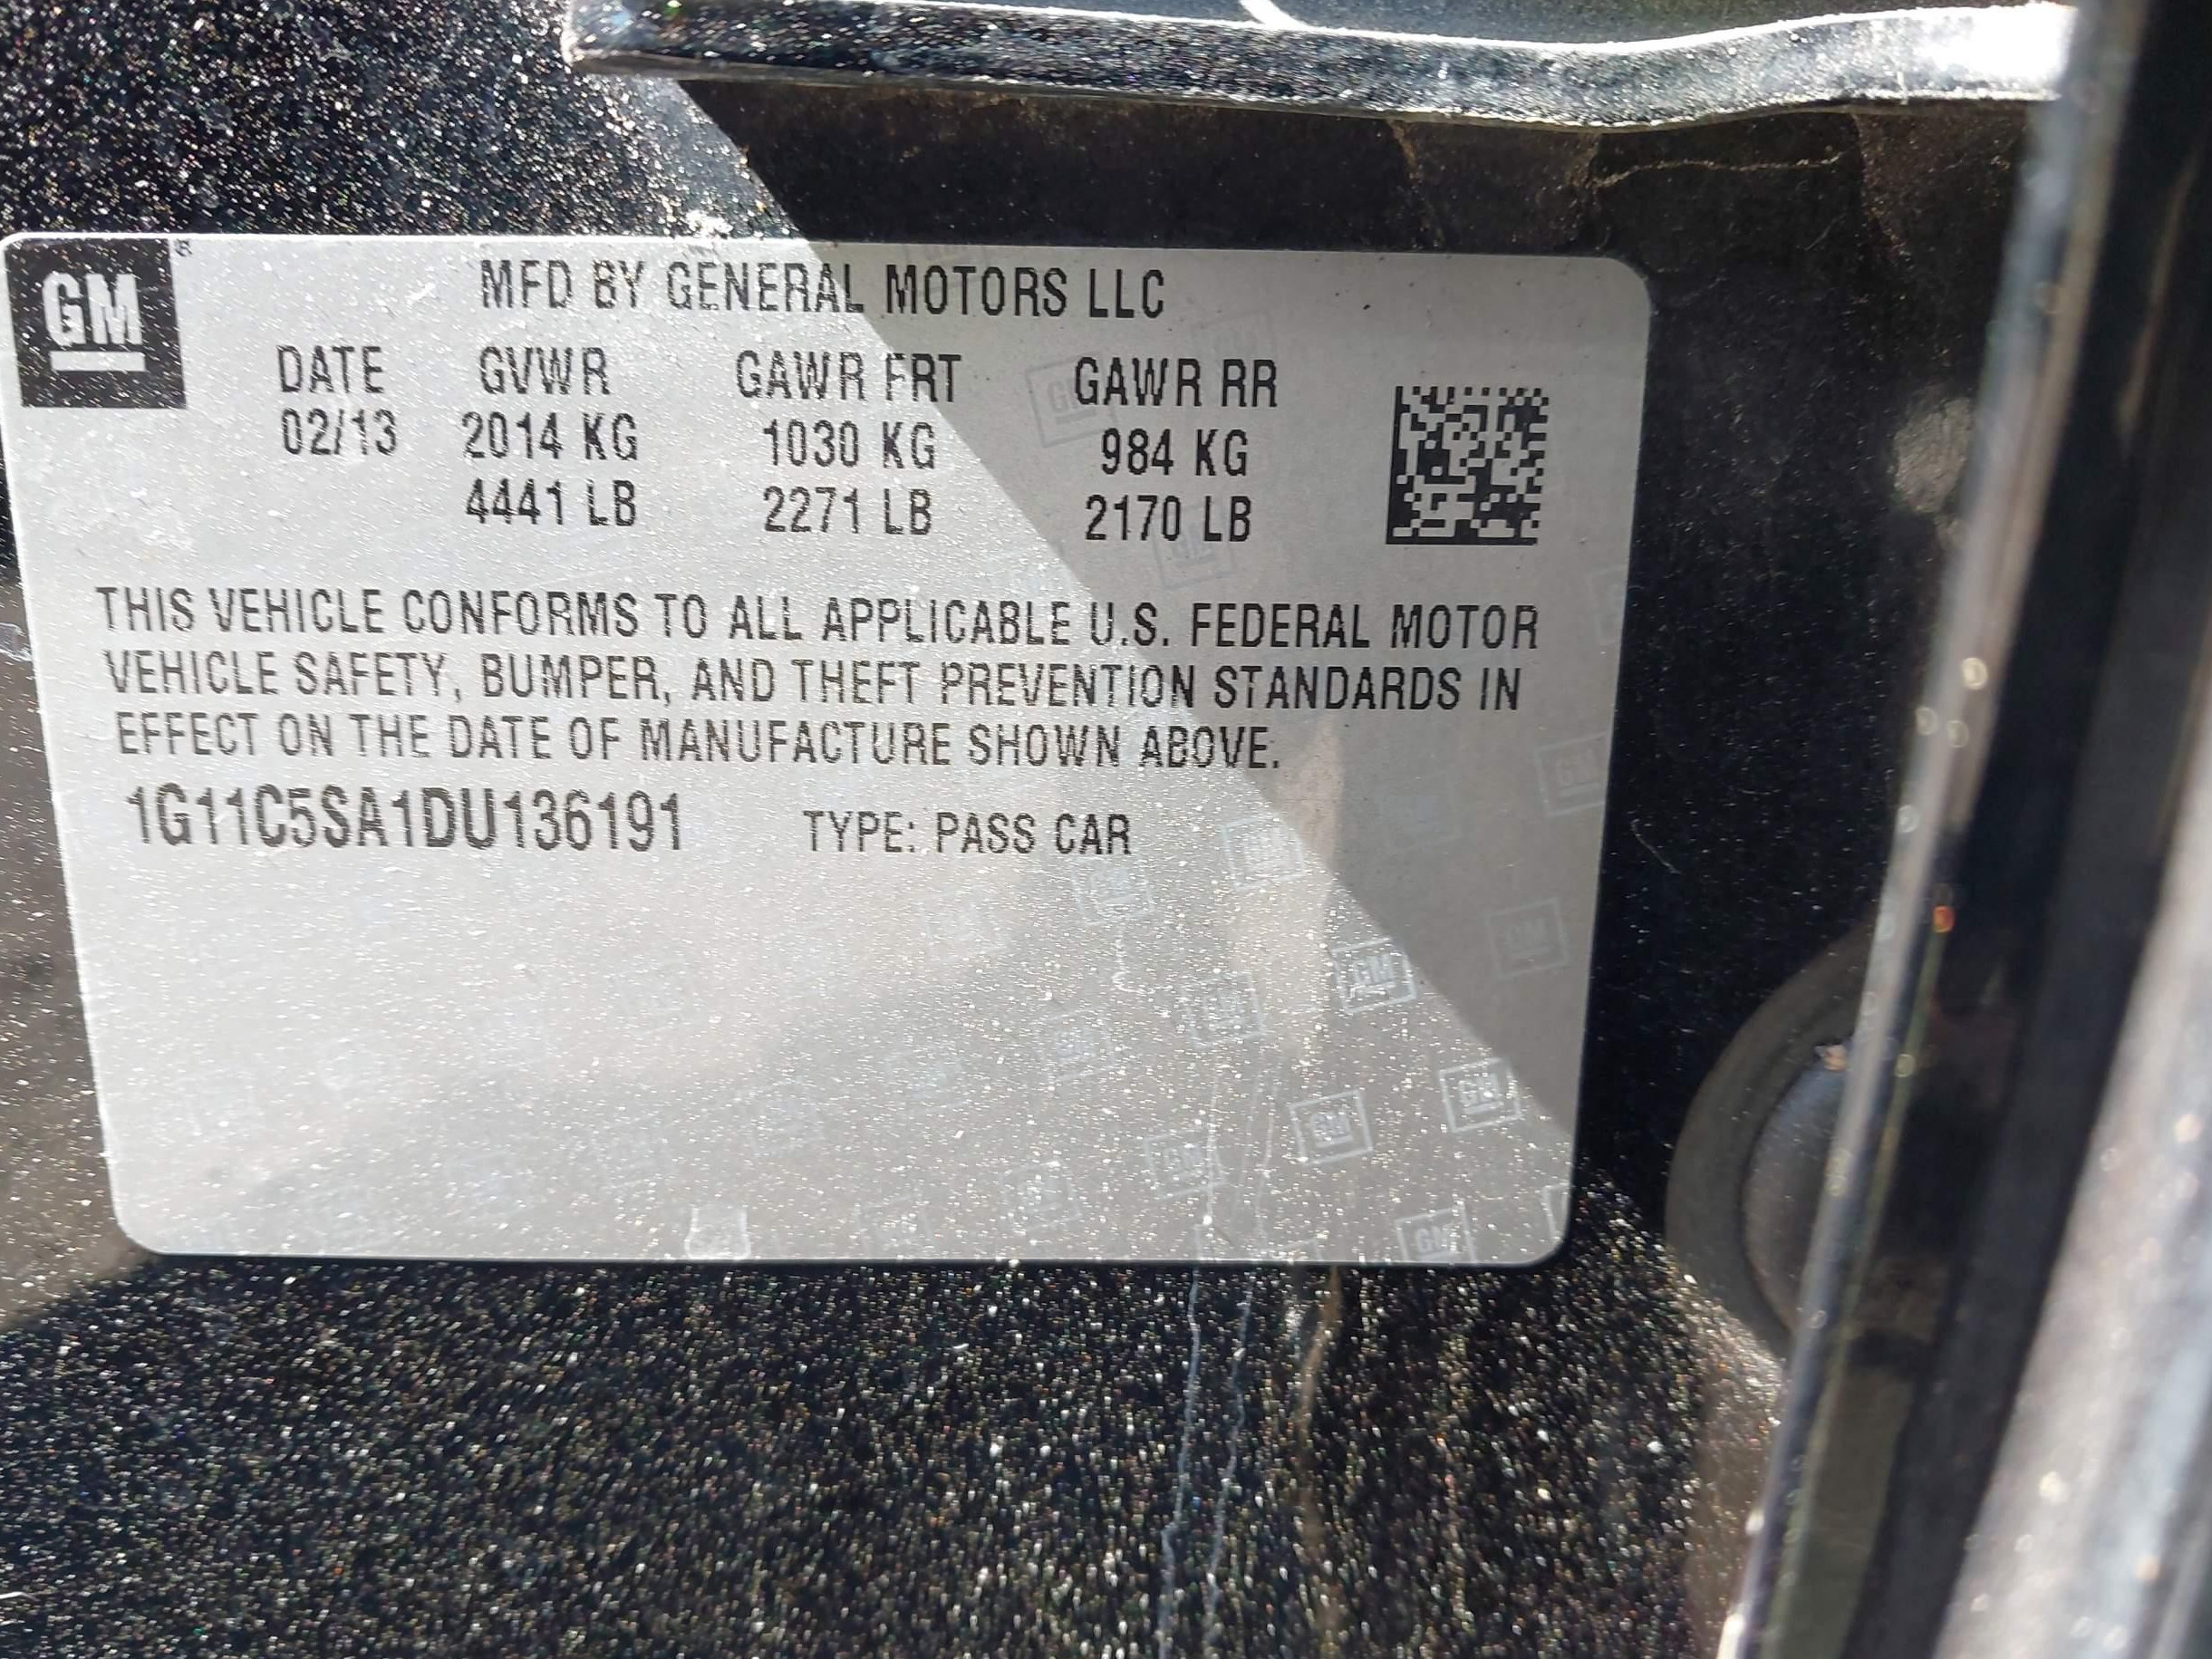 GM
MFD BY GENERAL MOTORS LLC
DATE GVWR GAWR FRT GAWR RR
02/13 2014 KG 1030 KG 984 KG
4441 LB 2271 LB 2170 LB
THIS VEHICLE CONFORMS TO ALL APPLICABLE U.S. FEDERAL MOTOR
VEHICLE SAFETY, BUMPER, AND THEFT PREVENTION STANDARDS IN
EFFECT ON THE DATE OF MANUFACTURE SHOWN ABOVE.
1G11C5SA1DU136191 TYPE: PASS CAR